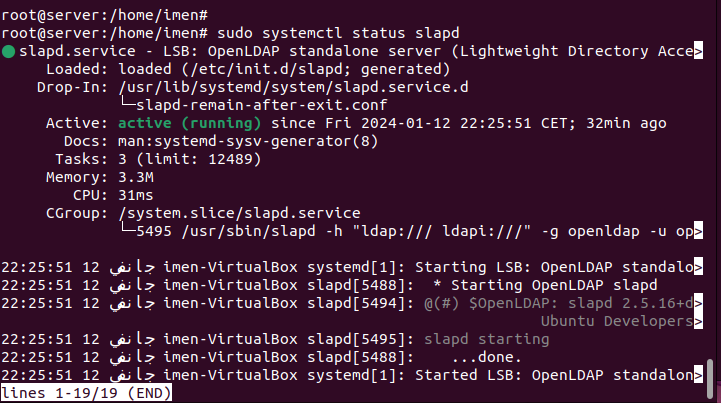 root@server:/home/imen#
root@server:/home/imen# sudo systemctl status slapd
● slapd.service - LSB: OpenLDAP standalone server (Lightweight Directory Acce>
     Loaded: loaded (/etc/init.d/slapd; generated)
    Drop-In: /usr/lib/systemd/system/slapd.service.d
             └─slapd-remain-after-exit.conf
     Active: active (running) since Fri 2024-01-12 22:25:51 CET; 32min ago
       Docs: man:systemd-sysv-generator(8)
      Tasks: 3 (limit: 12489)
     Memory: 3.3M
        CPU: 31ms
     CGroup: /system.slice/slapd.service
             └─5495 /usr/sbin/slapd -h "ldap:/// ldapi:///" -g openldap -u op>

22:25:51 12 جانفي imen-VirtualBox systemd[1]: Starting LSB: OpenLDAP standalo>
22:25:51 12 جانفي imen-VirtualBox slapd[5488]:  * Starting OpenLDAP slapd
22:25:51 12 جانفي imen-VirtualBox slapd[5494]: @(#) $OpenLDAP: slapd 2.5.16+d>
                                                      Ubuntu Developers>
22:25:51 12 جانفي imen-VirtualBox slapd[5495]: slapd starting
22:25:51 12 جانفي imen-VirtualBox slapd[5488]:    ...done.
22:25:51 12 جانفي imen-VirtualBox systemd[1]: Started LSB: OpenLDAP standalon>
lines 1-19/19 (END)